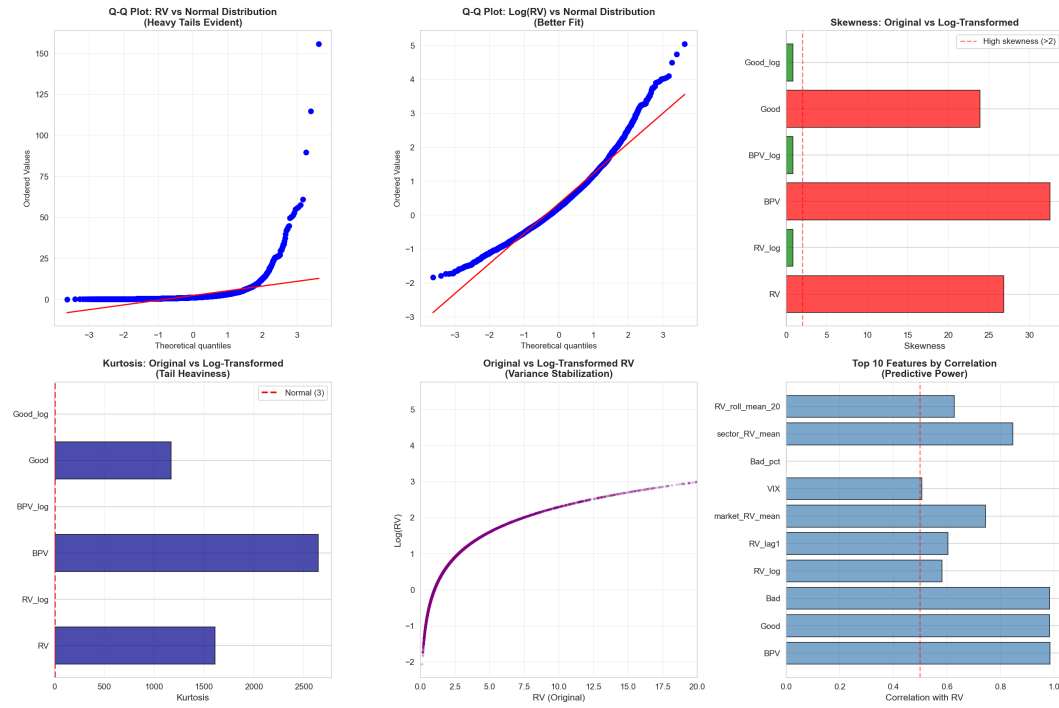 Q-Q Plot: RV vs Normal Distribution
(Heavy Tails Evident)
150
125
100
75
50
25
0
Ordered Values
−3
−2
−1
0
1
2
3
Theoretical quantiles
Q-Q Plot: Log(RV) vs Normal Distribution
(Better Fit)
5
4
3
2
1
0
−1
−2
−3
Ordered Values
−3
−2
−1
0
1
2
3
Theoretical quantiles
Skewness: Original vs Log-Transformed
High skewness (>2)
Good_log
Good
BPV_log
BPV
RV_log
RV
0
5
10
15
20
25
30
Skewness
Kurtosis: Original vs Log-Transformed
(Tail Heaviness)
Normal (3)
Good_log
Good
BPV_log
BPV
RV_log
RV
0
500
1000
1500
2000
2500
Kurtosis
Original vs Log-Transformed RV
(Variance Stabilization)
5
4
3
2
1
0
−1
−2
Log(RV)
0.0
2.5
5.0
7.5
10.0
12.5
15.0
17.5
20.0
RV (Original)
Top 10 Features by Correlation
(Predictive Power)
RV_roll_mean_20
sector_RV_mean
Bad_pct
VIX
market_RV_mean
RV_lag1
RV_log
Bad
Good
BPV
0.0
0.2
0.4
0.6
0.8
1.0
Correlation with RV